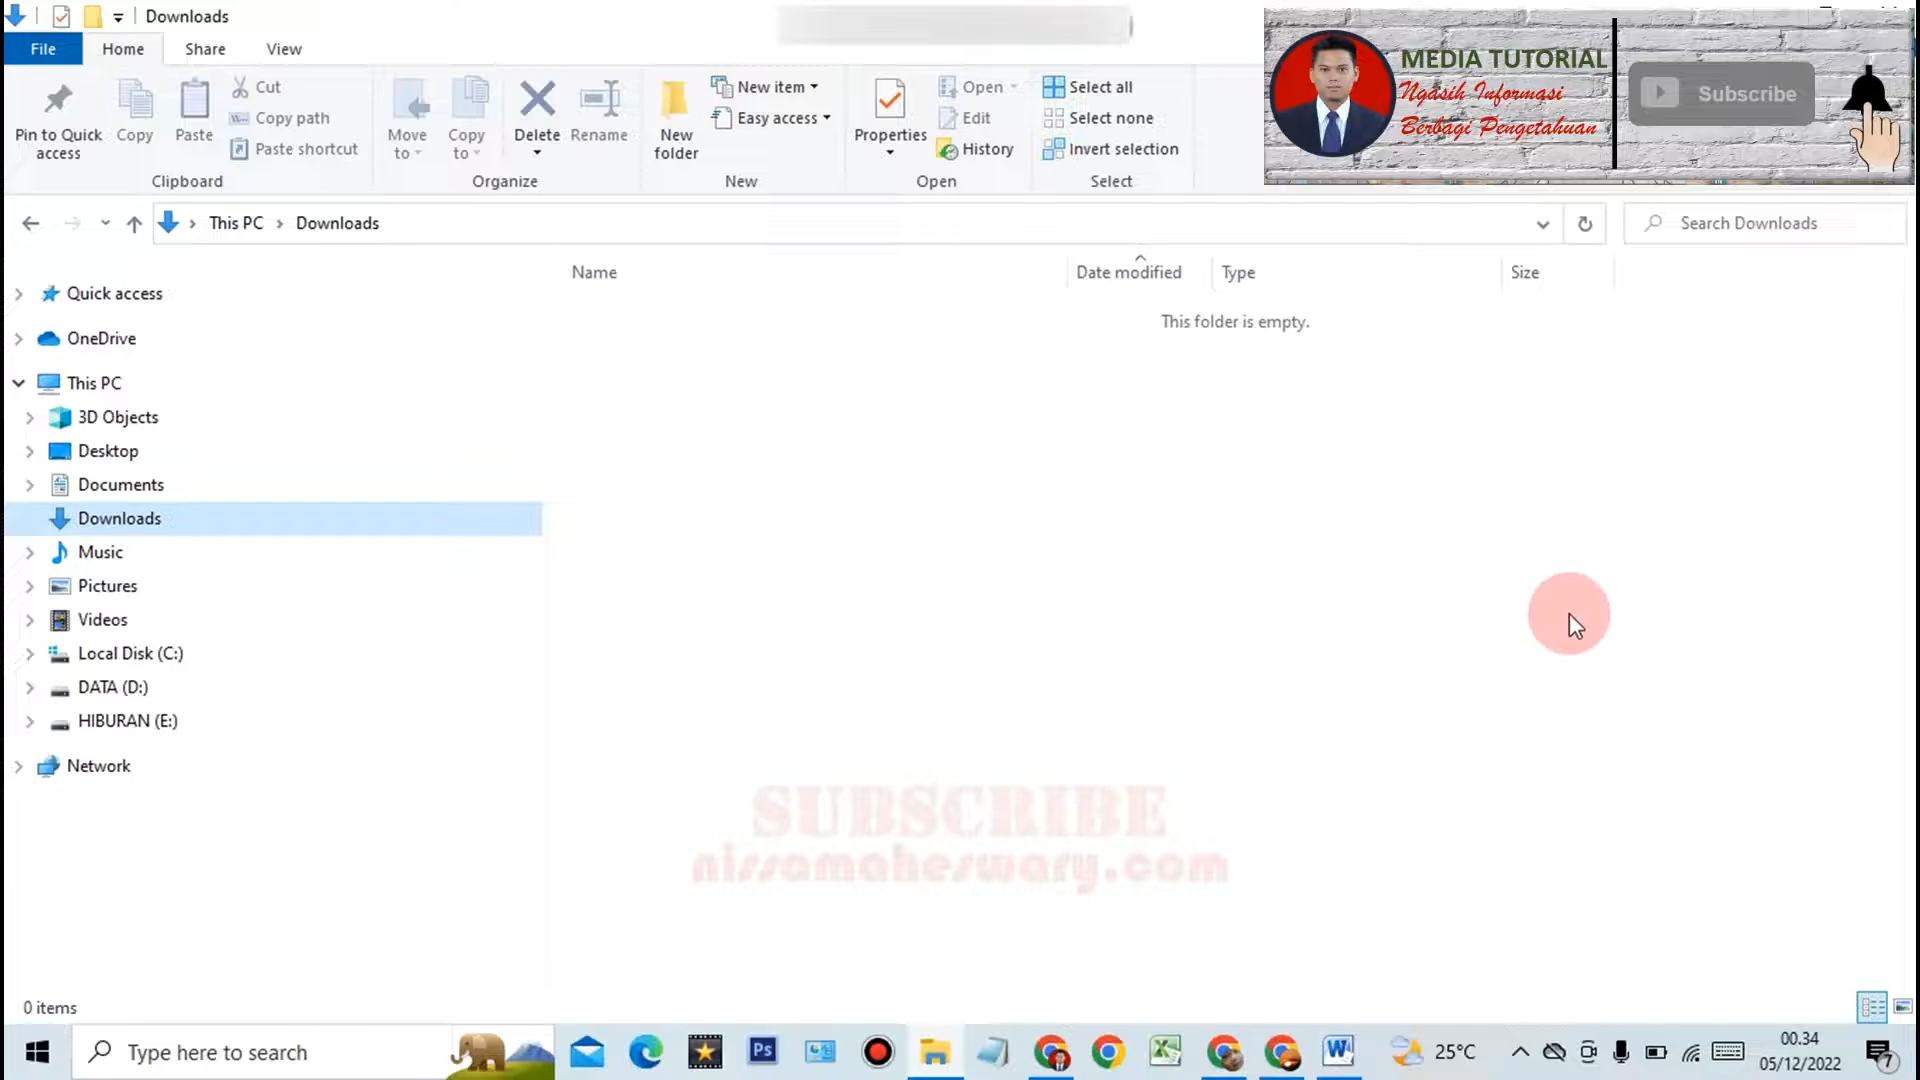 Downloads
File Home Share View
Pin to Quick access
Copy
Paste
Cut
Copy path
Paste shortcut
Clipboard
Move to
Copy to
Delete
Rename
Organize
New folder
New item
Easy access
New
Properties
Open
Edit
History
Open
Select all
Select none
Invert selection
Select
MEDIA TUTORIAL
Ngasih Informasi
Berbagi Pengetahuan
Subscribe
This PC > Downloads
Search Downloads
Name Date modified Type Size
This folder is empty.
Quick access
OneDrive
This PC
3D Objects
Desktop
Documents
Downloads
Music
Pictures
Videos
Local Disk (C:)
DATA (D:)
HIBURAN (E:)
Network
SUBSCRIBE
nissamaheswary.com
0 items
Type here to search
Ps
25°C
00.34
05/12/2022
7